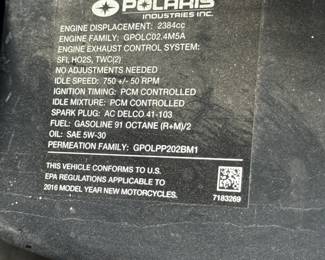 POLARIS
INDUSTRIES INC.
ENGINE DISPLACEMENT: 2384cc
ENGINE FAMILY: GPOLC02.4M5A
ENGINE EXHAUST CONTROL SYSTEM:
SFI, HO2S, TWC(2)
NO ADJUSTMENTS NEEDED
IDLE SPEED: 750 +/- 50 RPM
IGNITION TIMING: PCM CONTROLLED
IDLE MIXTURE: PCM CONTROLLED
SPARK PLUG: AC DELCO 41-103
FUEL: GASOLINE 91 OCTANE (R+M)/2
OIL: SAE 5W-30
PERMEATION FAMILY: GPOLPP202BM1
THIS VEHICLE CONFORMS TO U.S.
EPA REGULATIONS APPLICABLE TO
2016 MODEL YEAR NEW MOTORCYCLES.
7183269